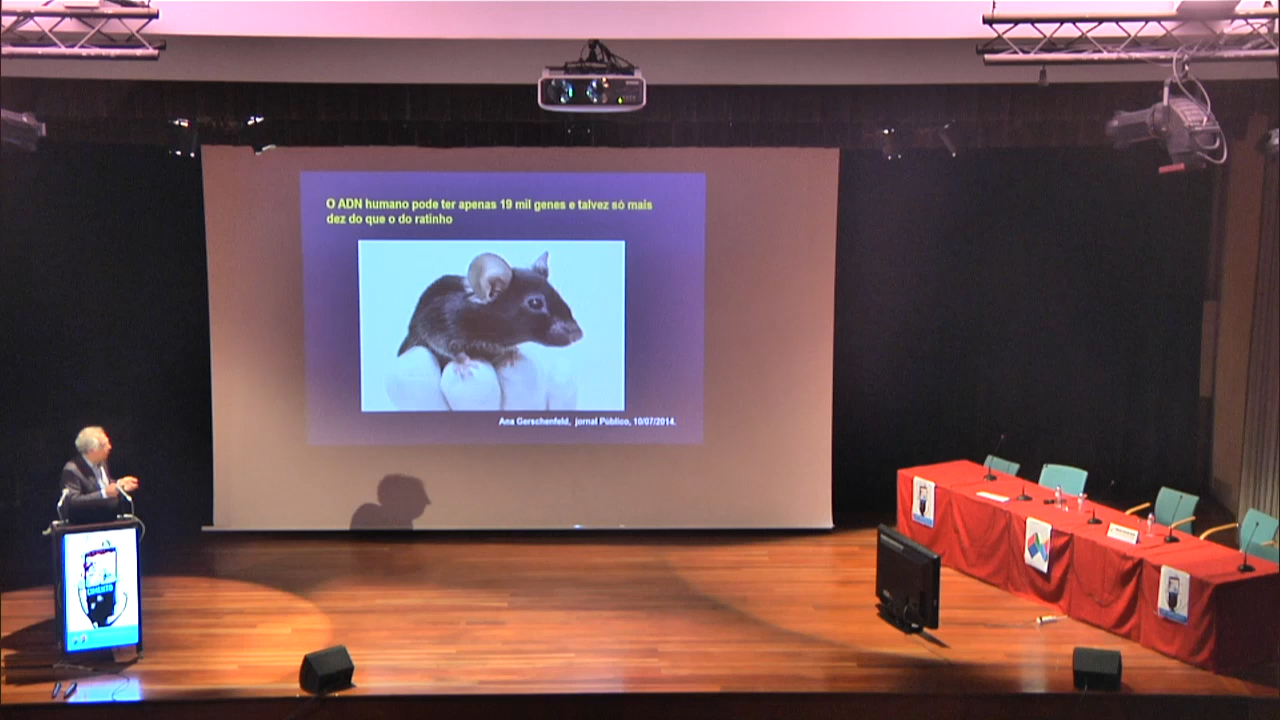 O ADN humano pode ter apenas 19 mil genes e talvez só mais
dez do que o do ratinho
Ana Gerschenfeld, jornal Público, 10/07/2014.